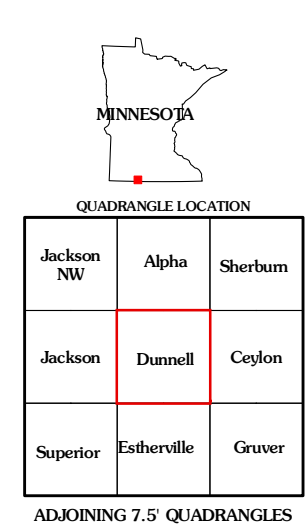 MINNESOTA
QUADRANGLE LOCATION
Jackson
NW
Alpha
Sherburn
Jackson
Dunnell
Ceylon
Superior
Estherville
Gruver
ADJOINING 7.5' QUADRANGLES